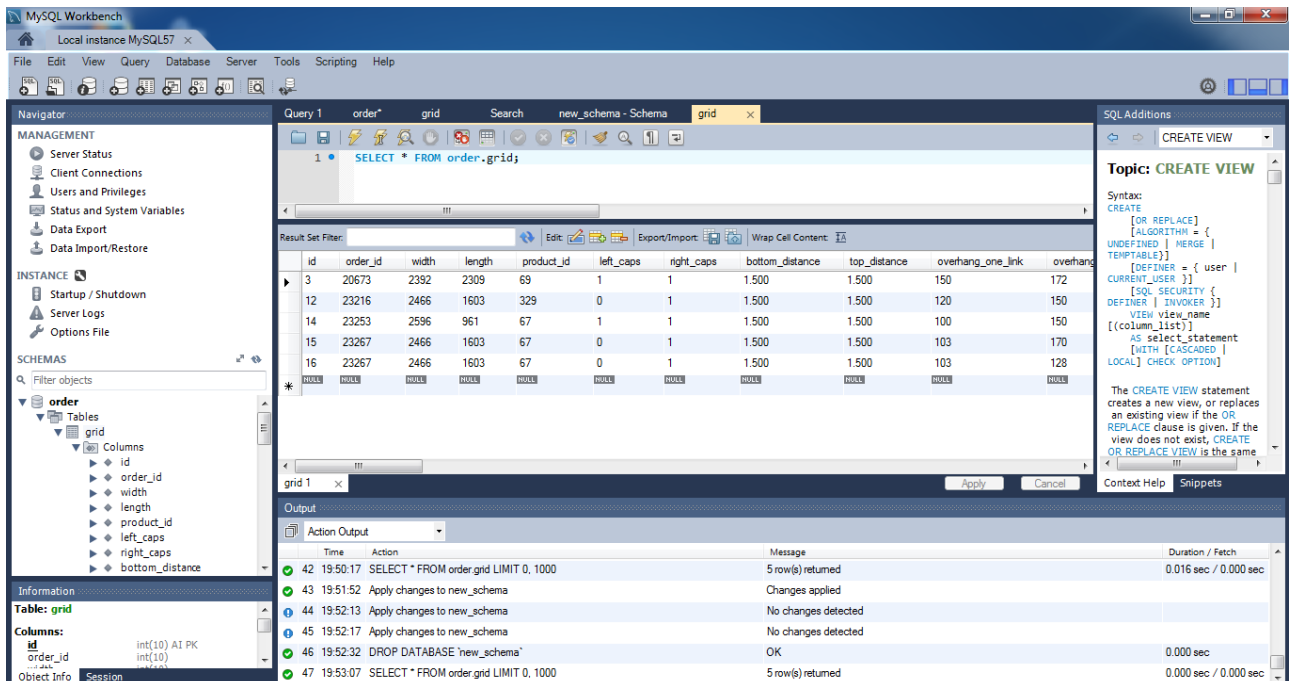 MySQL Workbench
Local instance MySQL57 ×
File Edit View Query Database Server Tools Scripting Help
Navigator
MANAGEMENT
Server Status
Client Connections
Users and Privileges
Status and System Variables
Data Export
Data Import/Restore
INSTANCE
Startup / Shutdown
Server Logs
Options File
SCHEMAS
Filter objects
order
Tables
grid
Columns
id
order_id
width
length
product_id
left_caps
right_caps
bottom_distance
Information
Table: grid
Columns:
id int(10) AI PK
order_id int(10)
Object Info Session
Query 1 order* grid Search new_schema - Schema grid ×
1 SELECT * FROM order.grid;
Result Set Filter: Edit: Export/Import: Wrap Cell Content: IA
id order_id width length product_id left_caps right_caps bottom_distance top_distance overhang_one_link overhang
3 20673 2392 2309 69 1 1 1.500 1.500 150 172
12 23216 2466 1603 329 0 1 1.500 1.500 120 150
14 23253 2596 961 67 1 1 1.500 1.500 100 150
15 23267 2466 1603 67 0 1 1.500 1.500 103 170
16 23267 2466 1603 67 0 1 1.500 1.500 103 128
NULL NULL NULL NULL NULL NULL NULL NULL NULL NULL NULL
grid 1 × Apply Cancel
Output
Action Output
Time Action Message Duration / Fetch
42 19:50:17 SELECT * FROM order.grid LIMIT 0, 1000 5 row(s) returned 0.016 sec / 0.000 sec
43 19:51:52 Apply changes to new_schema Changes applied
44 19:52:13 Apply changes to new_schema No changes detected
45 19:52:17 Apply changes to new_schema No changes detected
46 19:52:32 DROP DATABASE `new_schema` OK 0.000 sec
47 19:53:07 SELECT * FROM order.grid LIMIT 0, 1000 5 row(s) returned 0.000 sec / 0.000 sec
SQL Additions
CREATE VIEW
Topic: CREATE VIEW
Syntax:
CREATE
[OR REPLACE]
[ALGORITHM = {
UNDEFINED | MERGE |
TEMPTABLE}]
[DEFINER = { user |
CURRENT_USER }]
[SQL SECURITY {
DEFINER | INVOKER }]
VIEW view_name
[(column_list)]
AS select_statement
[WITH [CASCADED |
LOCAL] CHECK OPTION]
The CREATE VIEW statement
creates a new view, or replaces
an existing view if the OR
REPLACE clause is given. If the
view does not exist, CREATE
OR REPLACE VIEW is the same
Context Help Snippets